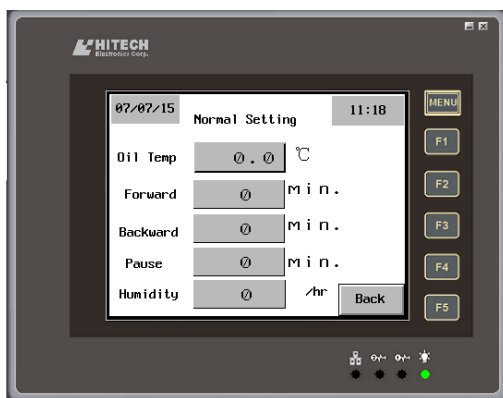 HITECH
Electronics Corp.
07/07/15
Normal Setting
11:18
MENU
F1
Oil Temp 0.0 ℃
F2
Forward 0 Min.
F3
Backward 0 Min.
Pause 0 Min.
F4
Humidity 0 /hr
Back
F5